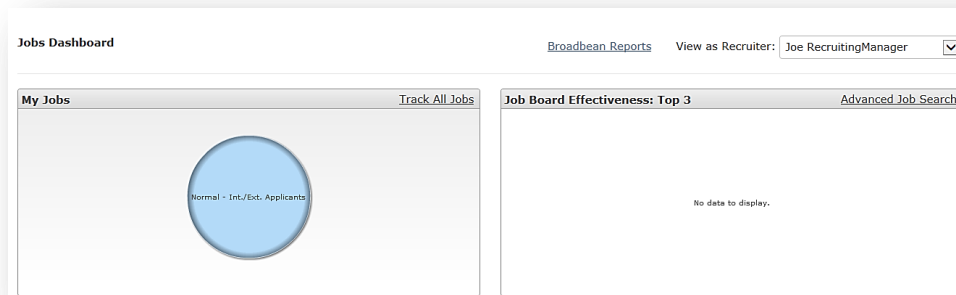 Jobs Dashboard
Broadbean Reports View as Recruiter: Joe RecruitingManager
My Jobs Track All Jobs
Job Board Effectiveness: Top 3 Advanced Job Search
Normal - Int./Ext. Applicants
No data to display.